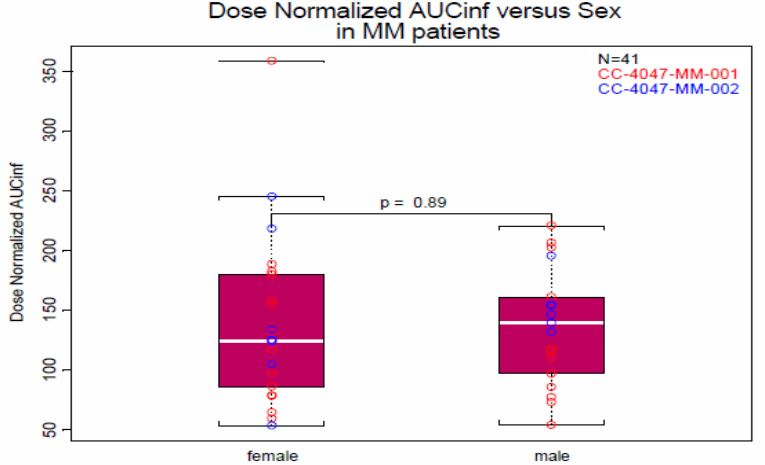 Dose Normalized AUCinf versus Sex
in MM patients
N=41
CC-4047-MM-001
CC-4047-MM-002
p = 0.89
Dose Normalized AUCinf
350
300
250
200
150
100
50
female
male